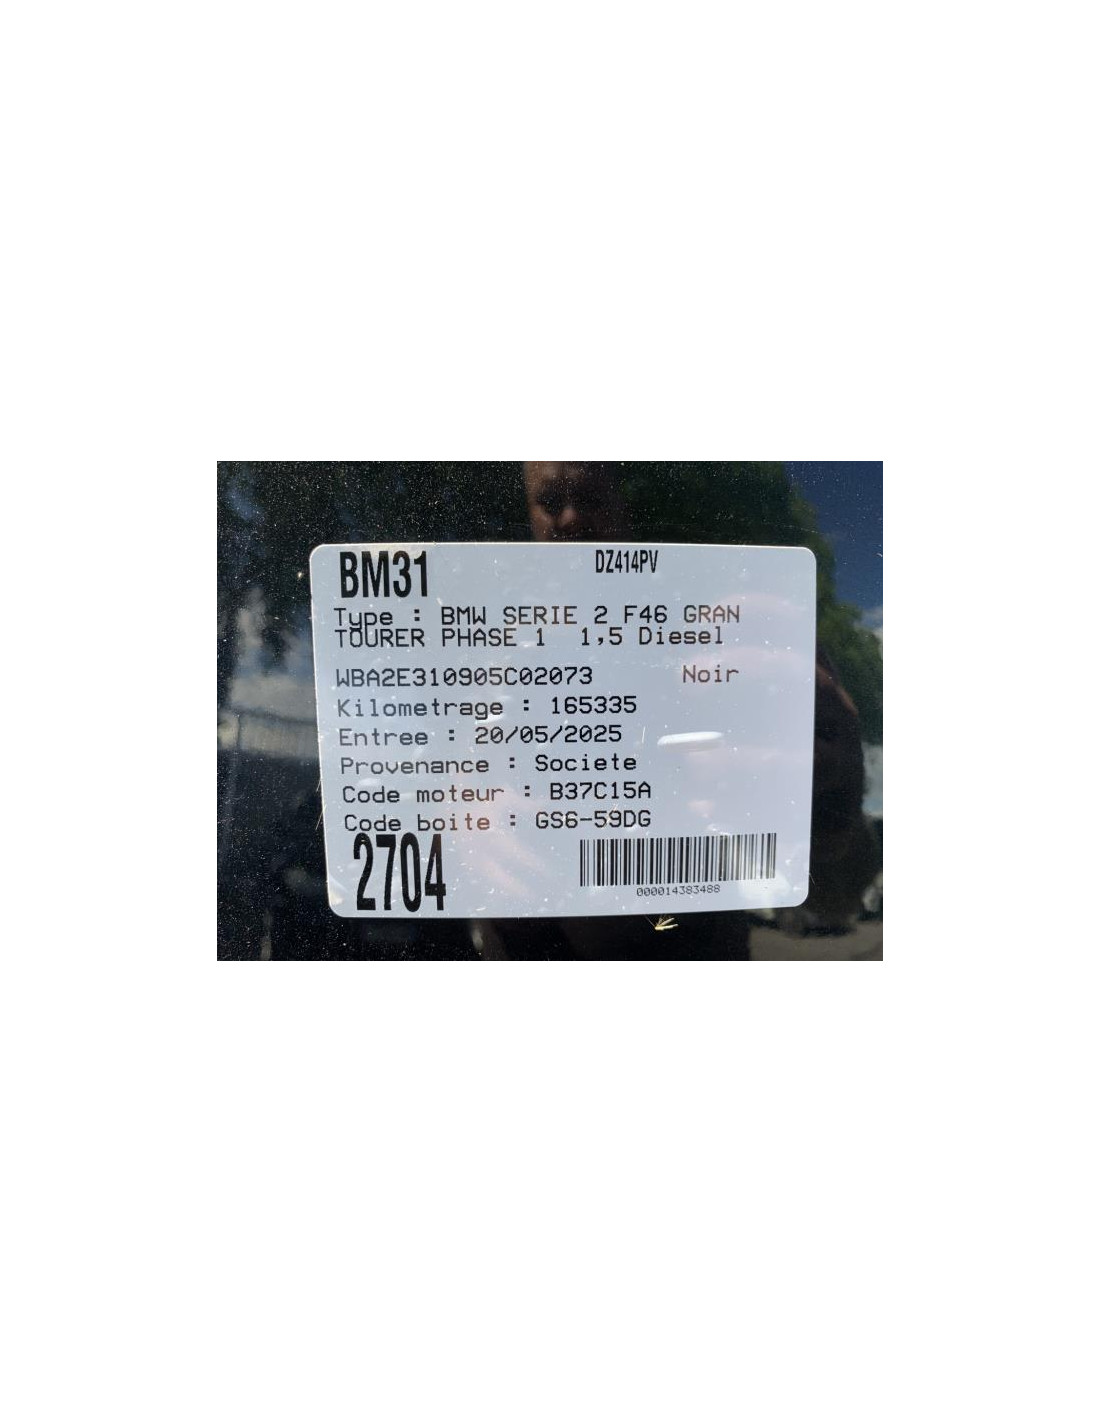 BM31 DZ414PV
Type : BMW SERIE 2 F46 GRAN
TOURER PHASE 1 1,5 Diesel
WBA2E310905C02073 Noir
Kilometrage : 165335
Entree : 20/05/2025
Provenance : Societe
Code moteur : B37C15A
Code boite : GS6-59DG
2704
000014383488